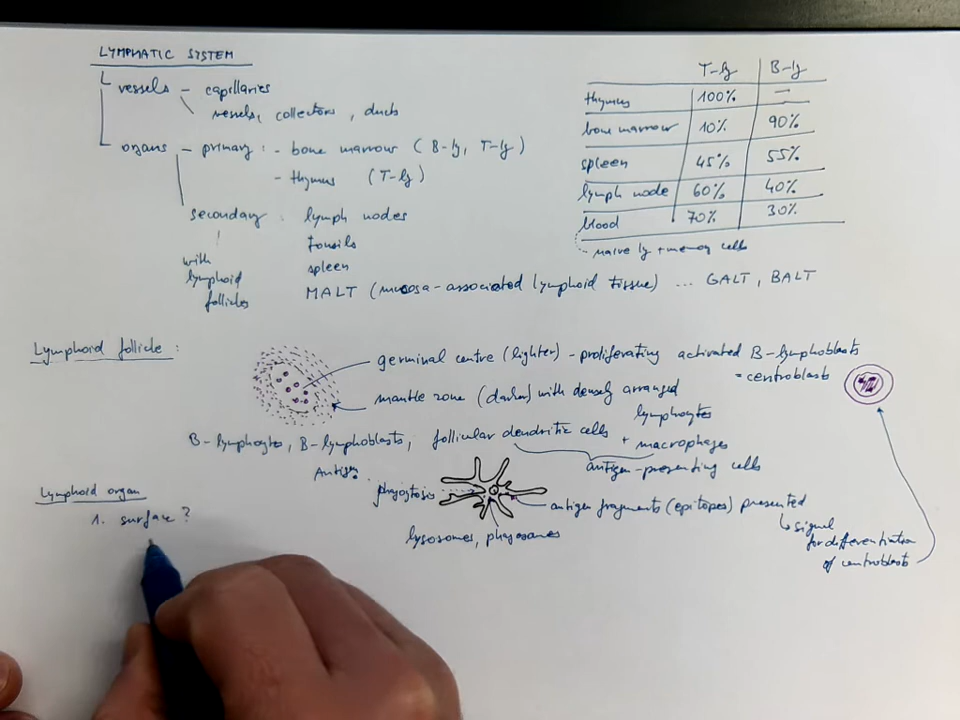 LYMPHATIC SYSTEM
vessels - capillaries
vessels, collectors, ducts
organs - primary : - bone marrow (B-ly, T-ly)
- thymus (T-ly)
secondary : lymph nodes
tonsils
spleen
MALT (mucosa-associated lymphoid tissue) ... GALT, BALT
with
lymphoid
follicles
T-ly B-ly
thymus 100% —
bone marrow 10% 90%
spleen 45% 55%
lymph node 60% 40%
blood 70% 30%
naive ly + memory cells
Lymphoid follicle :
germinal centre (lighter) - proliferating activated B-lymphoblasts
= centroblasts
mantle zone (darker) with densely arranged
lymphocytes
B-lymphocytes, B-lymphoblasts, follicular dendritic cells + macrophages
antigen-presenting cells
Antigen
phagocytosis
antigen fragments (epitopes) presented
lysosomes, phagosomes
signal
for differentiation
of centroblasts
Lymphoid organ
1. surface ?